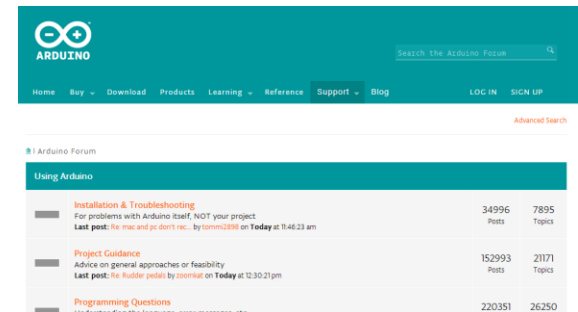 ARDUINO
Search the Arduino Forum
Home Buy Download Products Learning Reference Support Blog LOG IN SIGN UP
Advanced Search
| Arduino Forum
Using Arduino
Installation & Troubleshooting
For problems with Arduino itself, NOT your project
Last post: Re: mac and pc don't rec... by tommi2898 on Today at 11:46:23 am
34996 Posts
7895 Topics
Project Guidance
Advice on general approaches or feasibility
Last post: Re: Rudder pedals by zoomkat on Today at 12:30:21 pm
152993 Posts
21171 Topics
Programming Questions
220351
26250